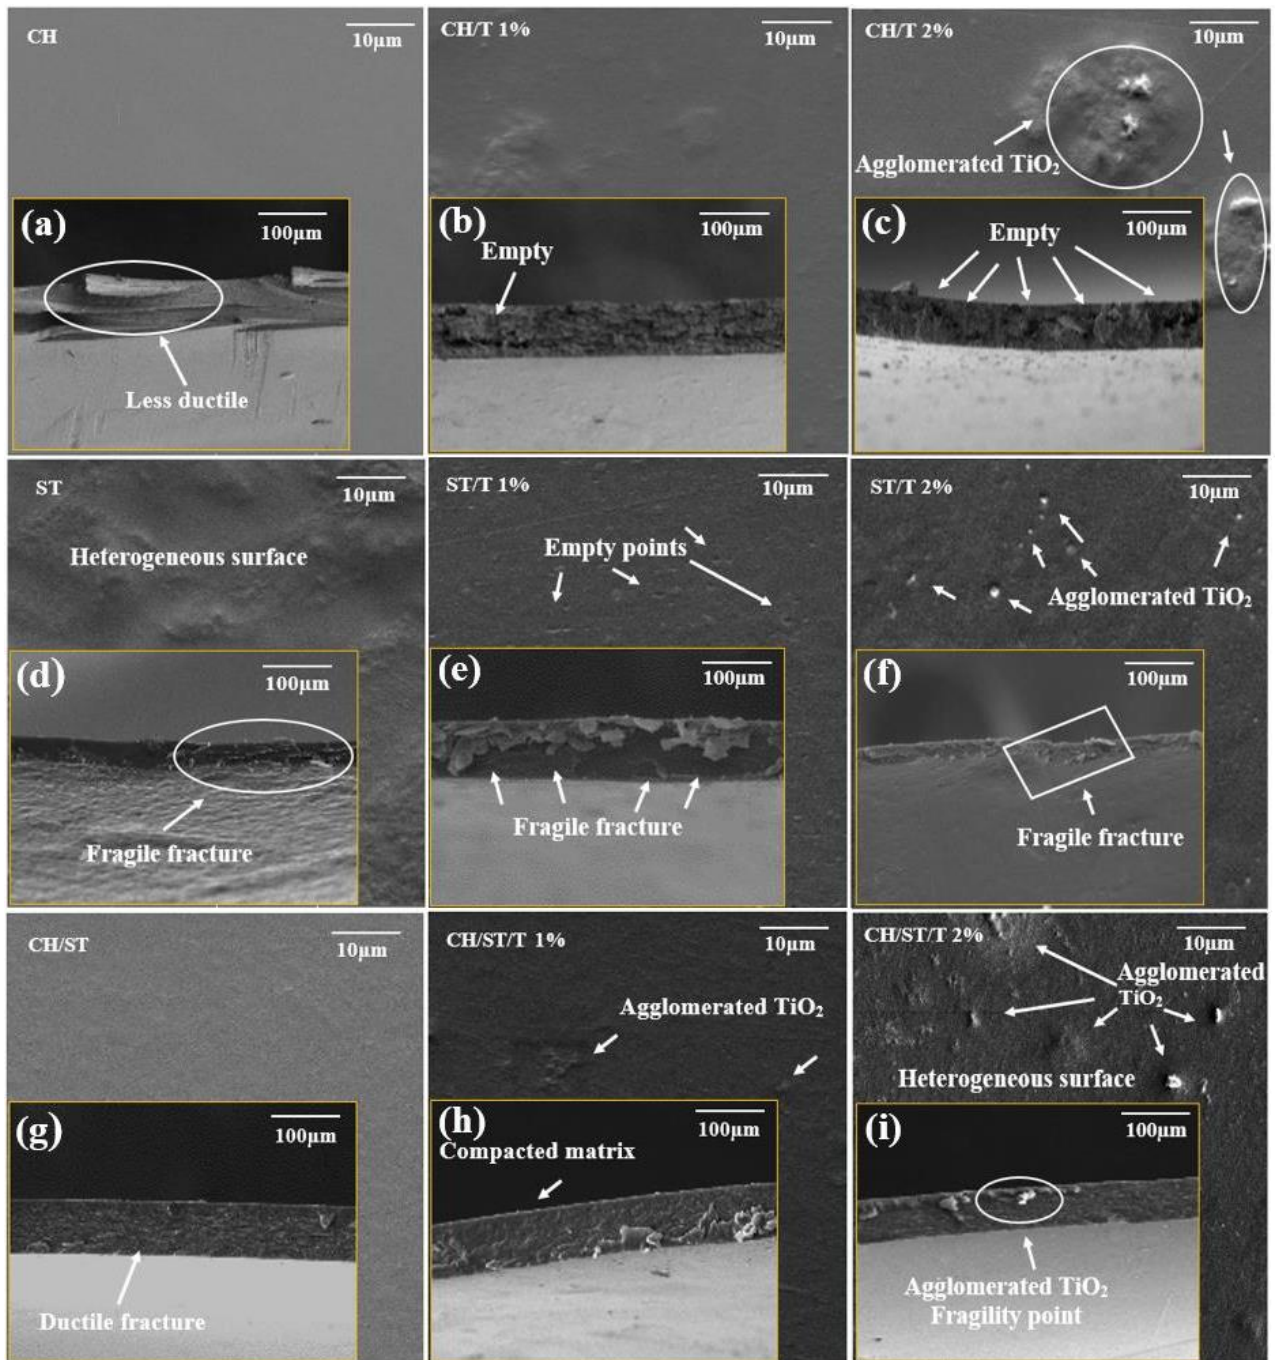 CH
10µm
(a)
100µm
Less ductile
CH/T 1%
10µm
(b)
100µm
Empty
CH/T 2%
10µm
Agglomerated TiO₂
(c)
100µm
Empty
ST
10µm
Heterogeneous surface
(d)
100µm
Fragile fracture
ST/T 1%
10µm
Empty points
(e)
100µm
Fragile fracture
ST/T 2%
10µm
Agglomerated TiO₂
(f)
100µm
Fragile fracture
CH/ST
10µm
(g)
100µm
Ductile fracture
CH/ST/T 1%
10µm
Agglomerated TiO₂
(h)
100µm
Compacted matrix
CH/ST/T 2%
10µm
Agglomerated
TiO₂
Heterogeneous surface
(i)
100µm
Agglomerated TiO₂
Fragility point